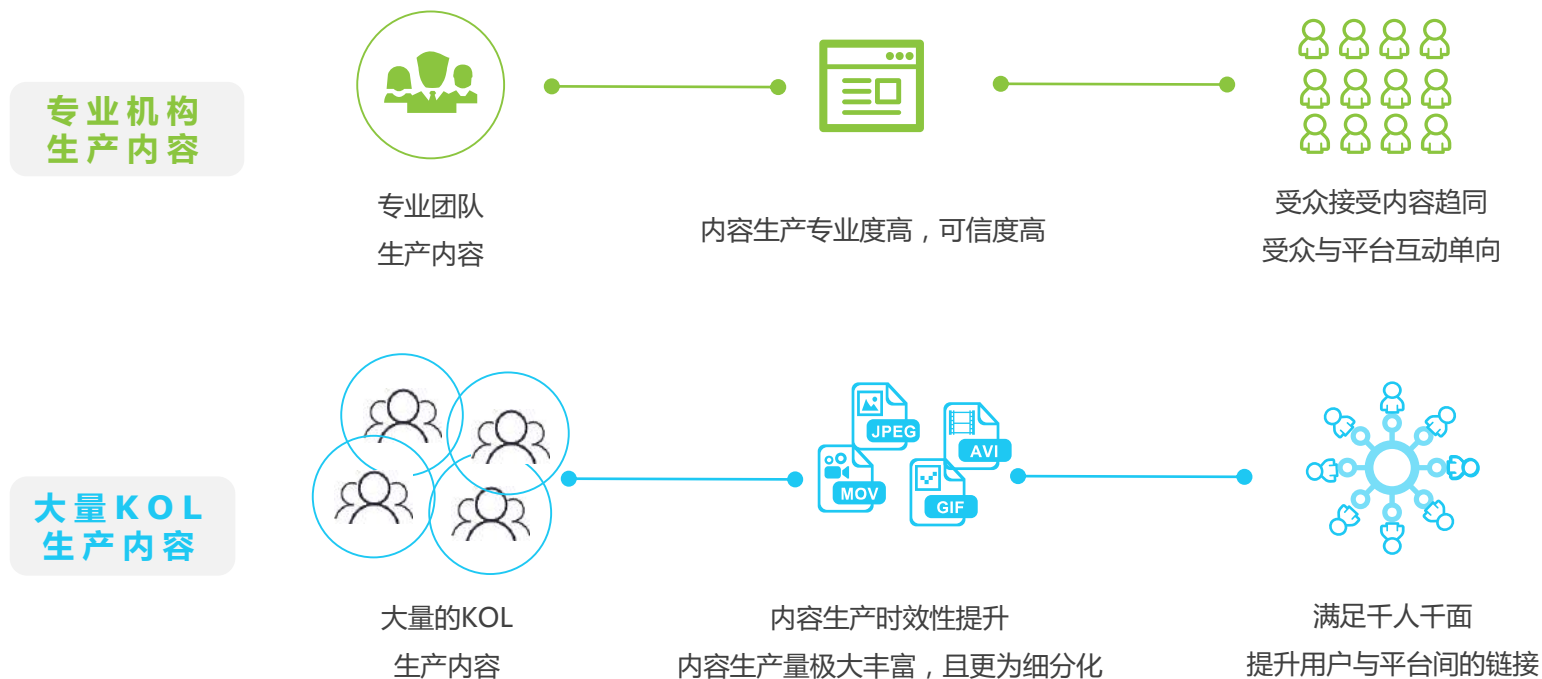 专业机构
生产内容
专业团队
生产内容
内容生产专业度高，可信度高
受众接受内容趋同
受众与平台互动单向
大量KOL
生产内容
JPEG
AVI
MOV
GIF
大量的KOL
生产内容
内容生产时效性提升
内容生产量极大丰富，且更为细分化
满足千人千面
提升用户与平台间的链接